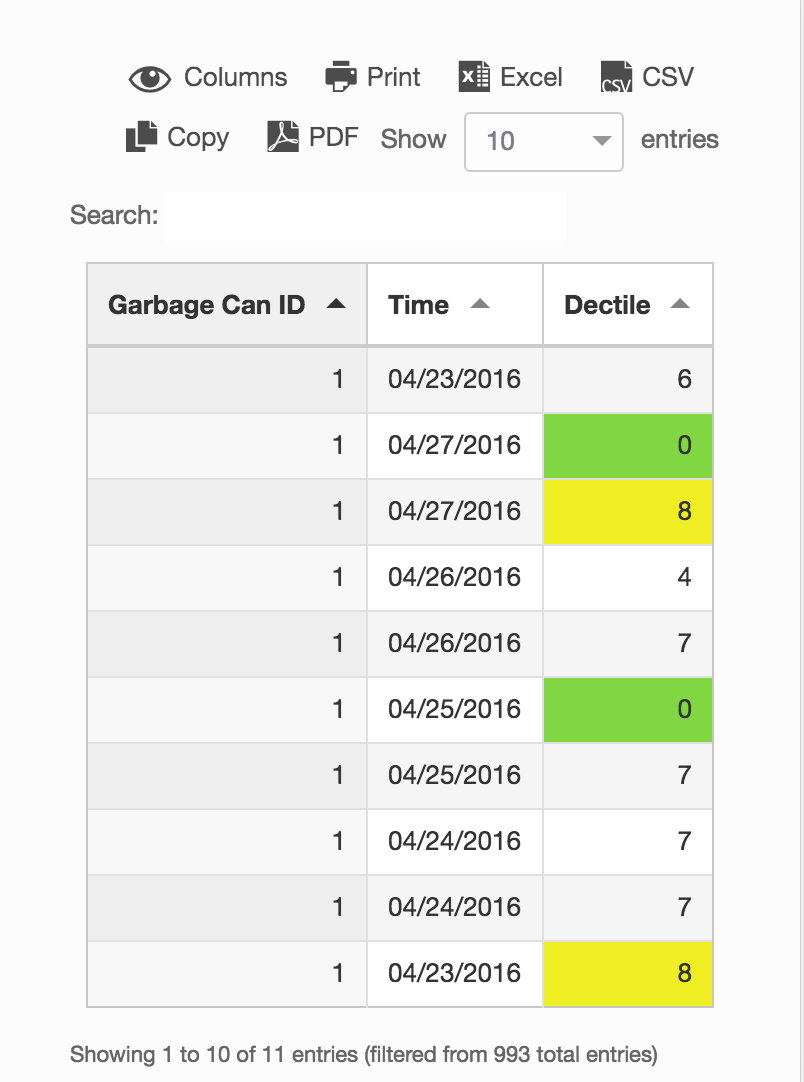 Columns Print Excel CSV
Copy PDF Show 10 entries
Search:
Garbage Can ID Time Dectile
1 04/23/2016 6
1 04/27/2016 0
1 04/27/2016 8
1 04/26/2016 4
1 04/26/2016 7
1 04/25/2016 0
1 04/25/2016 7
1 04/24/2016 7
1 04/24/2016 7
1 04/23/2016 8
Showing 1 to 10 of 11 entries (filtered from 993 total entries)